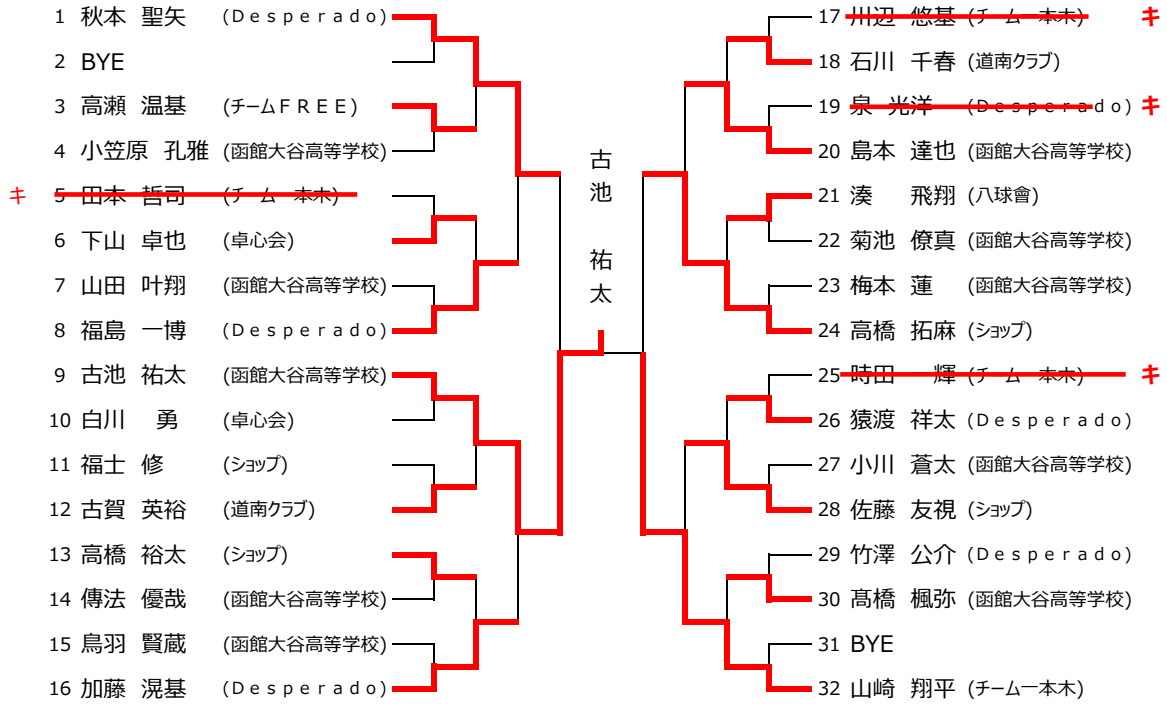 1 秋本 聖矢 (Desperado)
2 BYE
3 高瀬 温基 (チームFREE)
4 小笠原 孔雅 (函館大谷高等学校)
キ 5 田本 哲司 (チーム一本木)
6 下山 卓也 (卓心会)
7 山田 叶翔 (函館大谷高等学校)
8 福島 一博 (Desperado)
9 古池 祐太 (函館大谷高等学校)
10 白川 勇 (卓心会)
11 福士 修 (ショップ)
12 古賀 英裕 (道南クラブ)
13 高橋 裕太 (ショップ)
14 傳法 優哉 (函館大谷高等学校)
15 鳥羽 賢蔵 (函館大谷高等学校)
16 加藤 滉基 (Desperado)
古池 祐太
17 川辺 悠基 (チーム一本木) キ
18 石川 千春 (道南クラブ)
19 泉 光洋 (Desperado) キ
20 島本 達也 (函館大谷高等学校)
21 湊 飛翔 (八球會)
22 菊池 僚真 (函館大谷高等学校)
23 梅本 蓮 (函館大谷高等学校)
24 高橋 拓麻 (ショップ)
25 時田 一輝 (チーム一本木) キ
26 猿渡 祥太 (Desperado)
27 小川 蒼太 (函館大谷高等学校)
28 佐藤 友視 (ショップ)
29 竹澤 公介 (Desperado)
30 髙橋 楓弥 (函館大谷高等学校)
31 BYE
32 山崎 翔平 (チーム一本木)